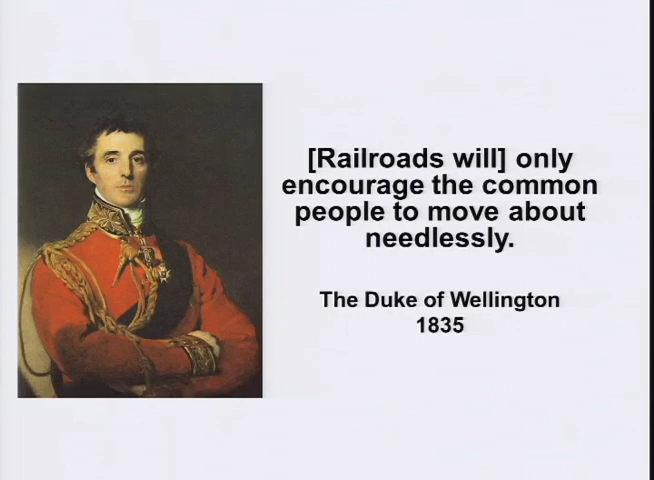 [Railroads will] only
encourage the common
people to move about
needlessly.
The Duke of Wellington
1835